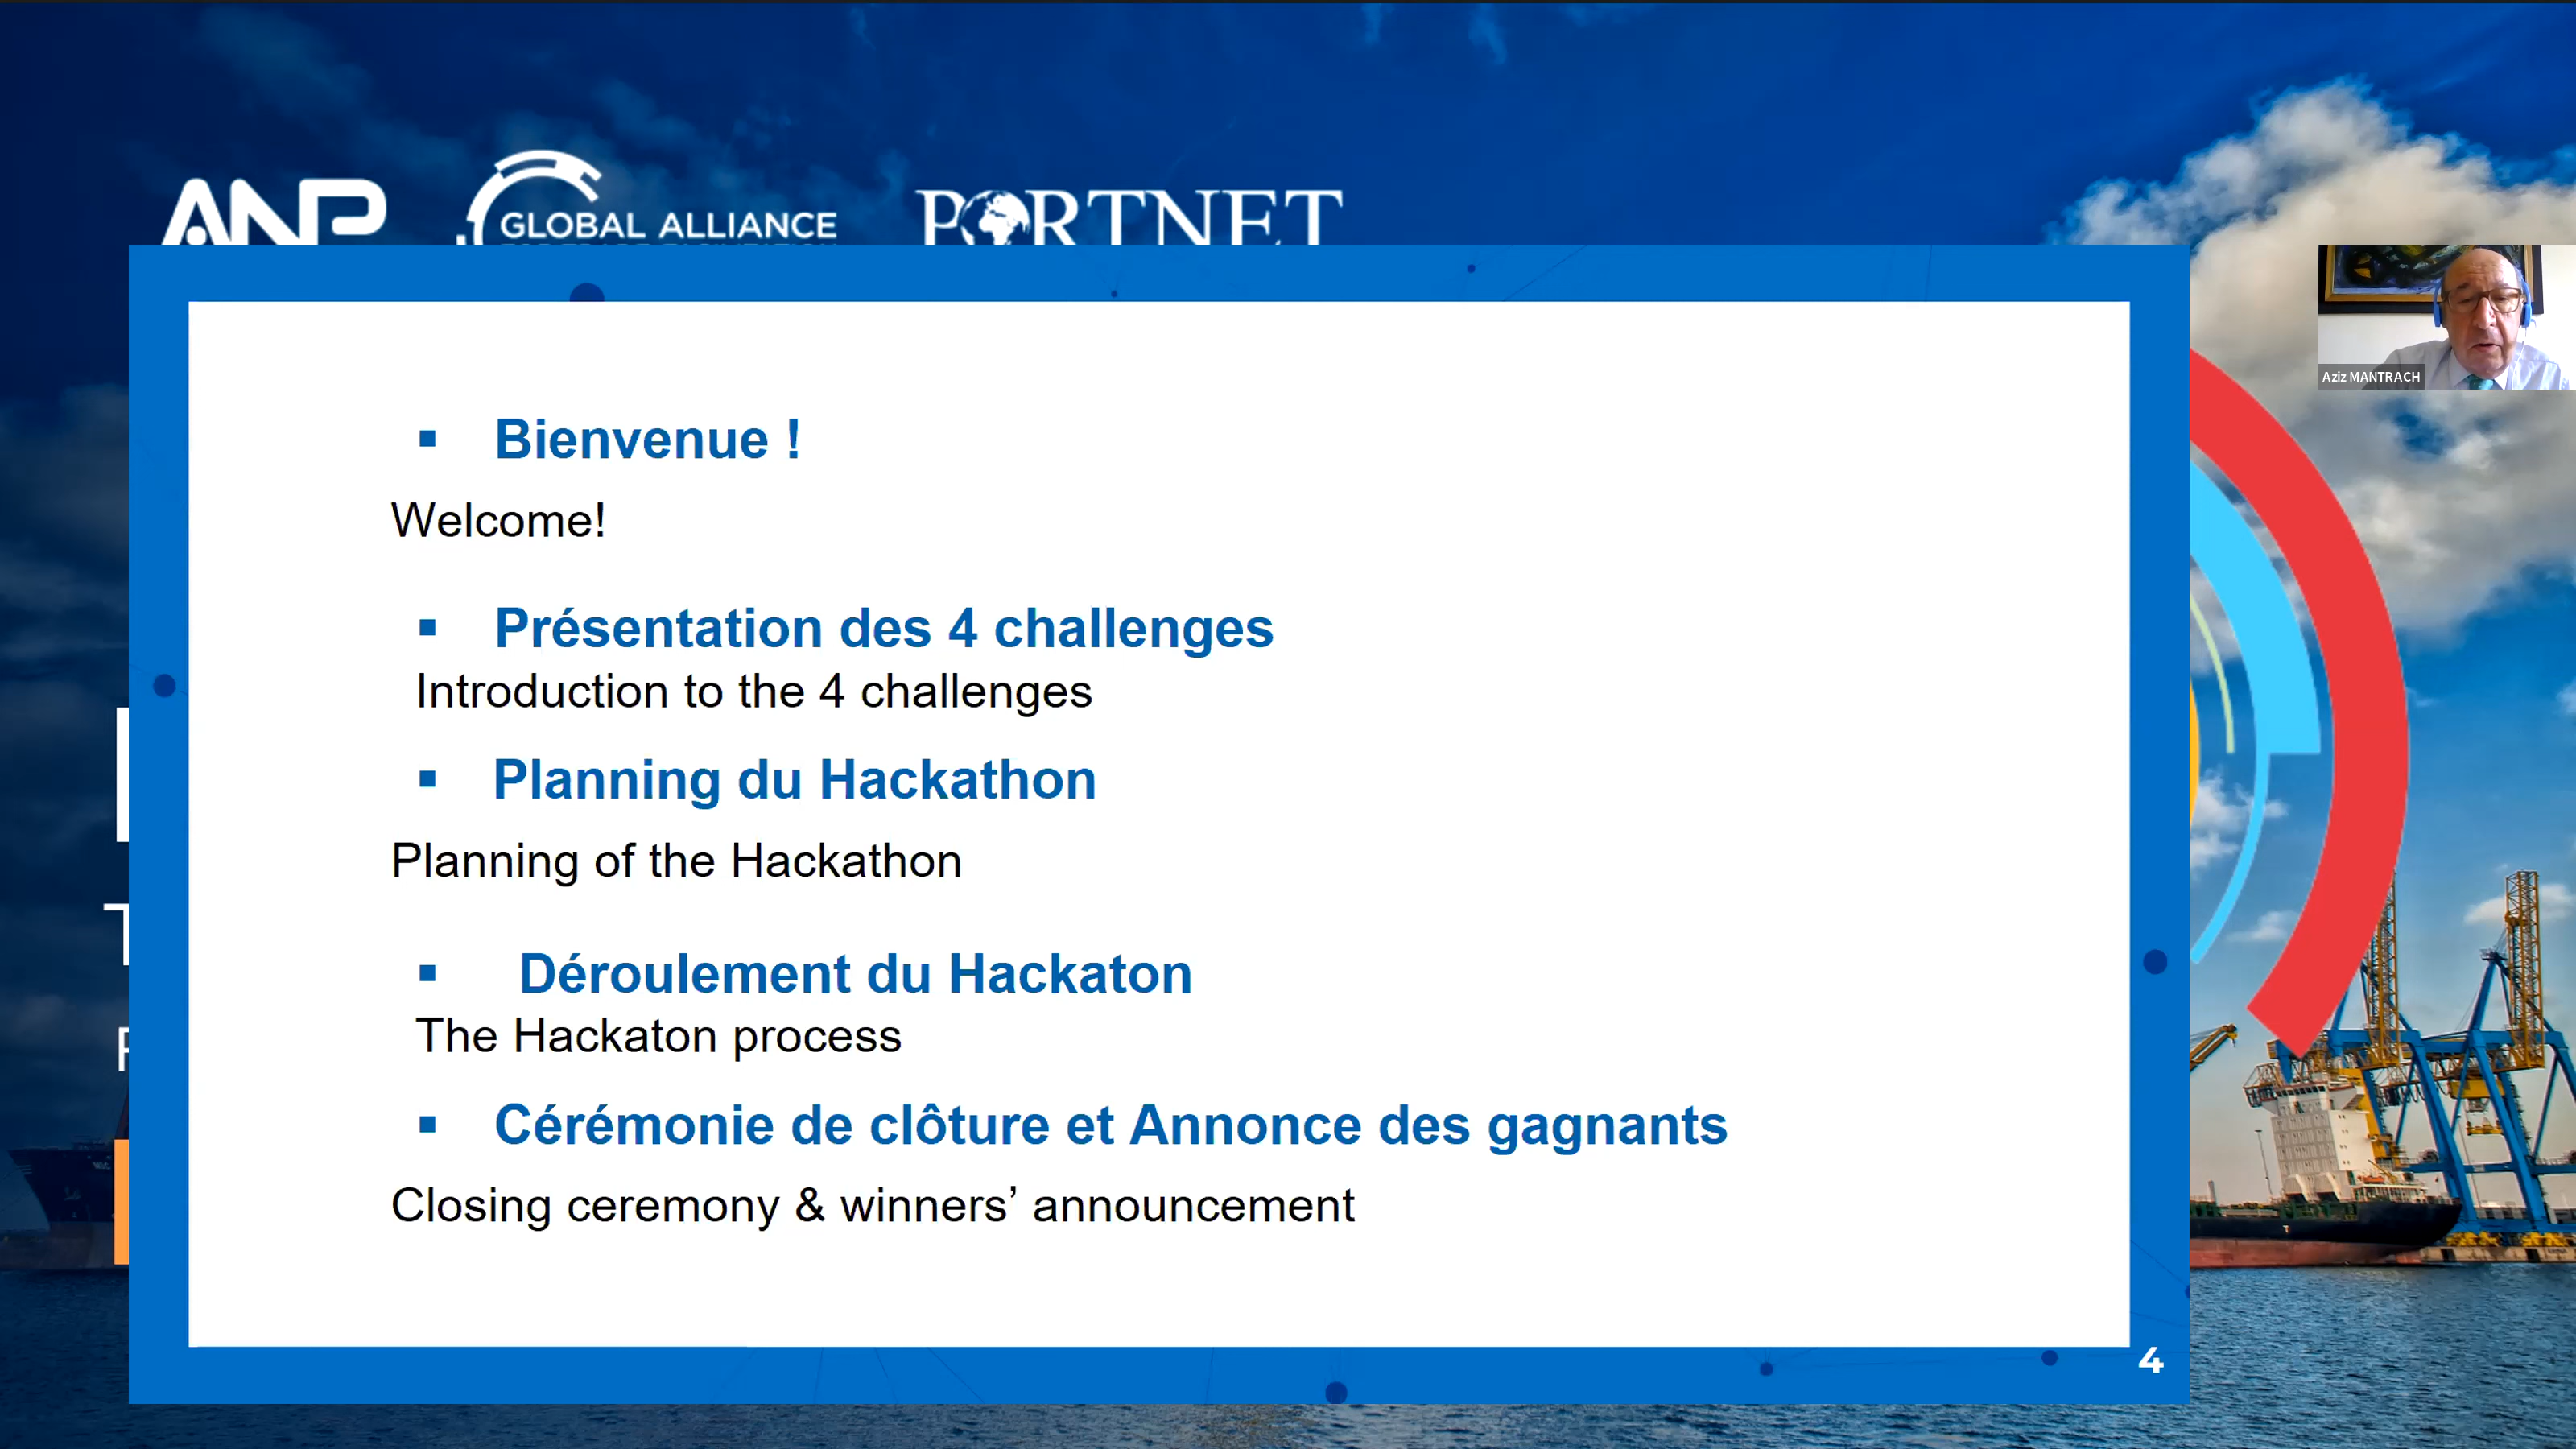 ANP
GLOBAL ALLIANCE
PORTNET
Aziz MANTRACH
Bienvenue !
Welcome!
Présentation des 4 challenges
Introduction to the 4 challenges
Planning du Hackathon
Planning of the Hackathon
Déroulement du Hackaton
The Hackaton process
Cérémonie de clôture et Annonce des gagnants
Closing ceremony & winners’ announcement
4